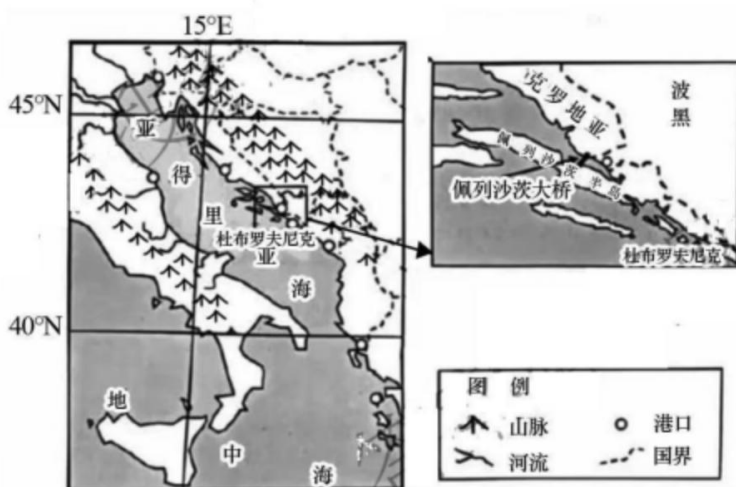 15°E
45°N
亚
得
里
杜布罗夫尼克
亚
海
40°N
地
中
海
克罗地亚
波
黑
佩列沙茨半岛
佩列沙茨大桥
杜布罗夫尼克
图例
山脉
港口
河流
国界